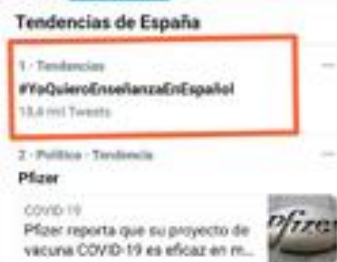 Tendencias de España
1 · Tendencias
#YoQuieroEnseñanzaEnEspañol
13,4 mil Tweets
2 · Política · Tendencia
Pfizer
COVID-19
Pfizer reporta que su proyecto de
vacuna COVID-19 es eficaz en m...
Pfizer